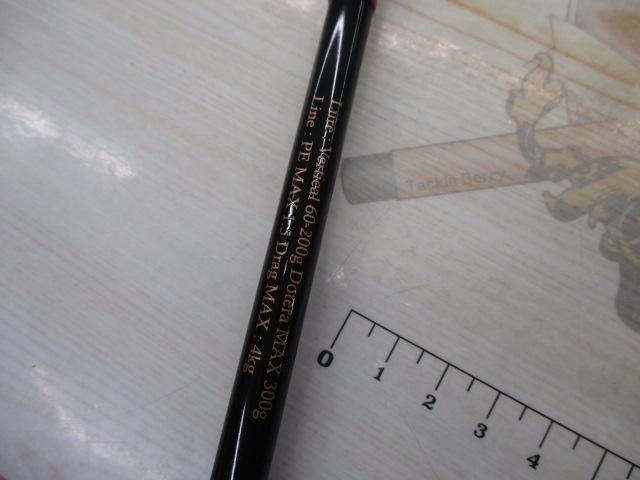 Lure : Vertical 60-200g Dotera MAX 300g
Line : PE MAX 1.5 Drag MAX : 4kg
Tackle Berry
0 1 2 3 4